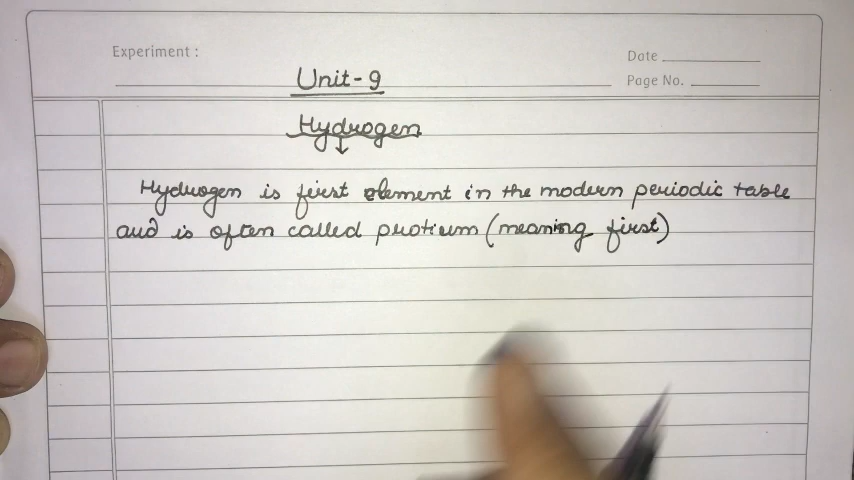 Experiment :
Date
Unit-9
Page No.
Hydrogen
Hydrogen is first element in the modern periodic table
and is often called protium (meaning first)